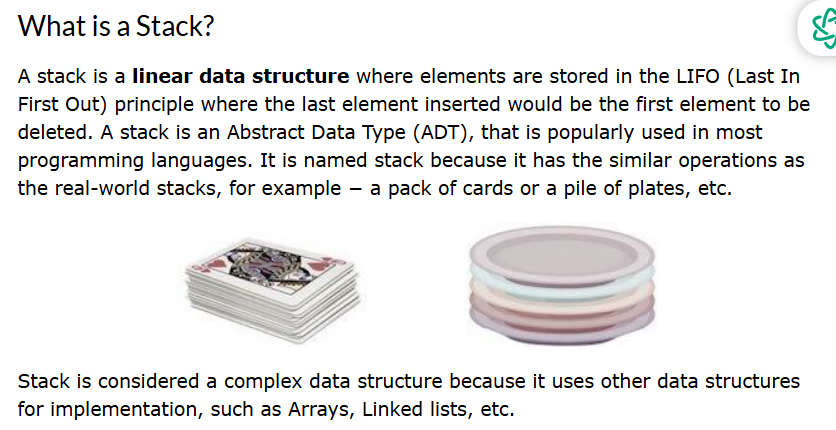 What is a Stack?
A stack is a linear data structure where elements are stored in the LIFO (Last In
First Out) principle where the last element inserted would be the first element to be
deleted. A stack is an Abstract Data Type (ADT), that is popularly used in most
programming languages. It is named stack because it has the similar operations as
the real-world stacks, for example – a pack of cards or a pile of plates, etc.
Stack is considered a complex data structure because it uses other data structures
for implementation, such as Arrays, Linked lists, etc.